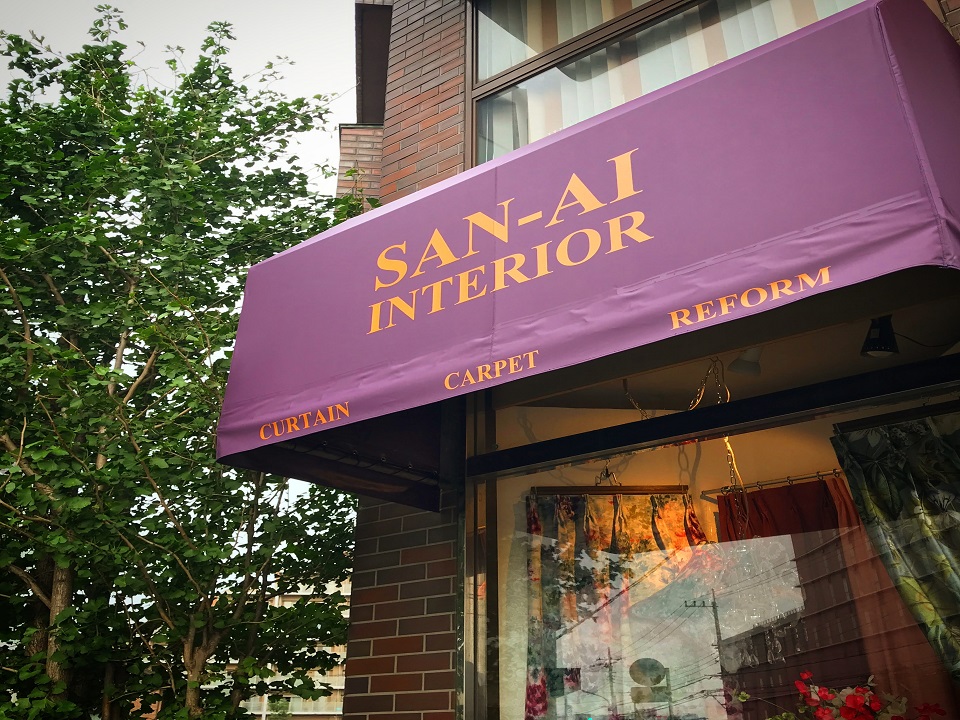 SAN-AI
INTERIOR
CURTAIN CARPET REFORM